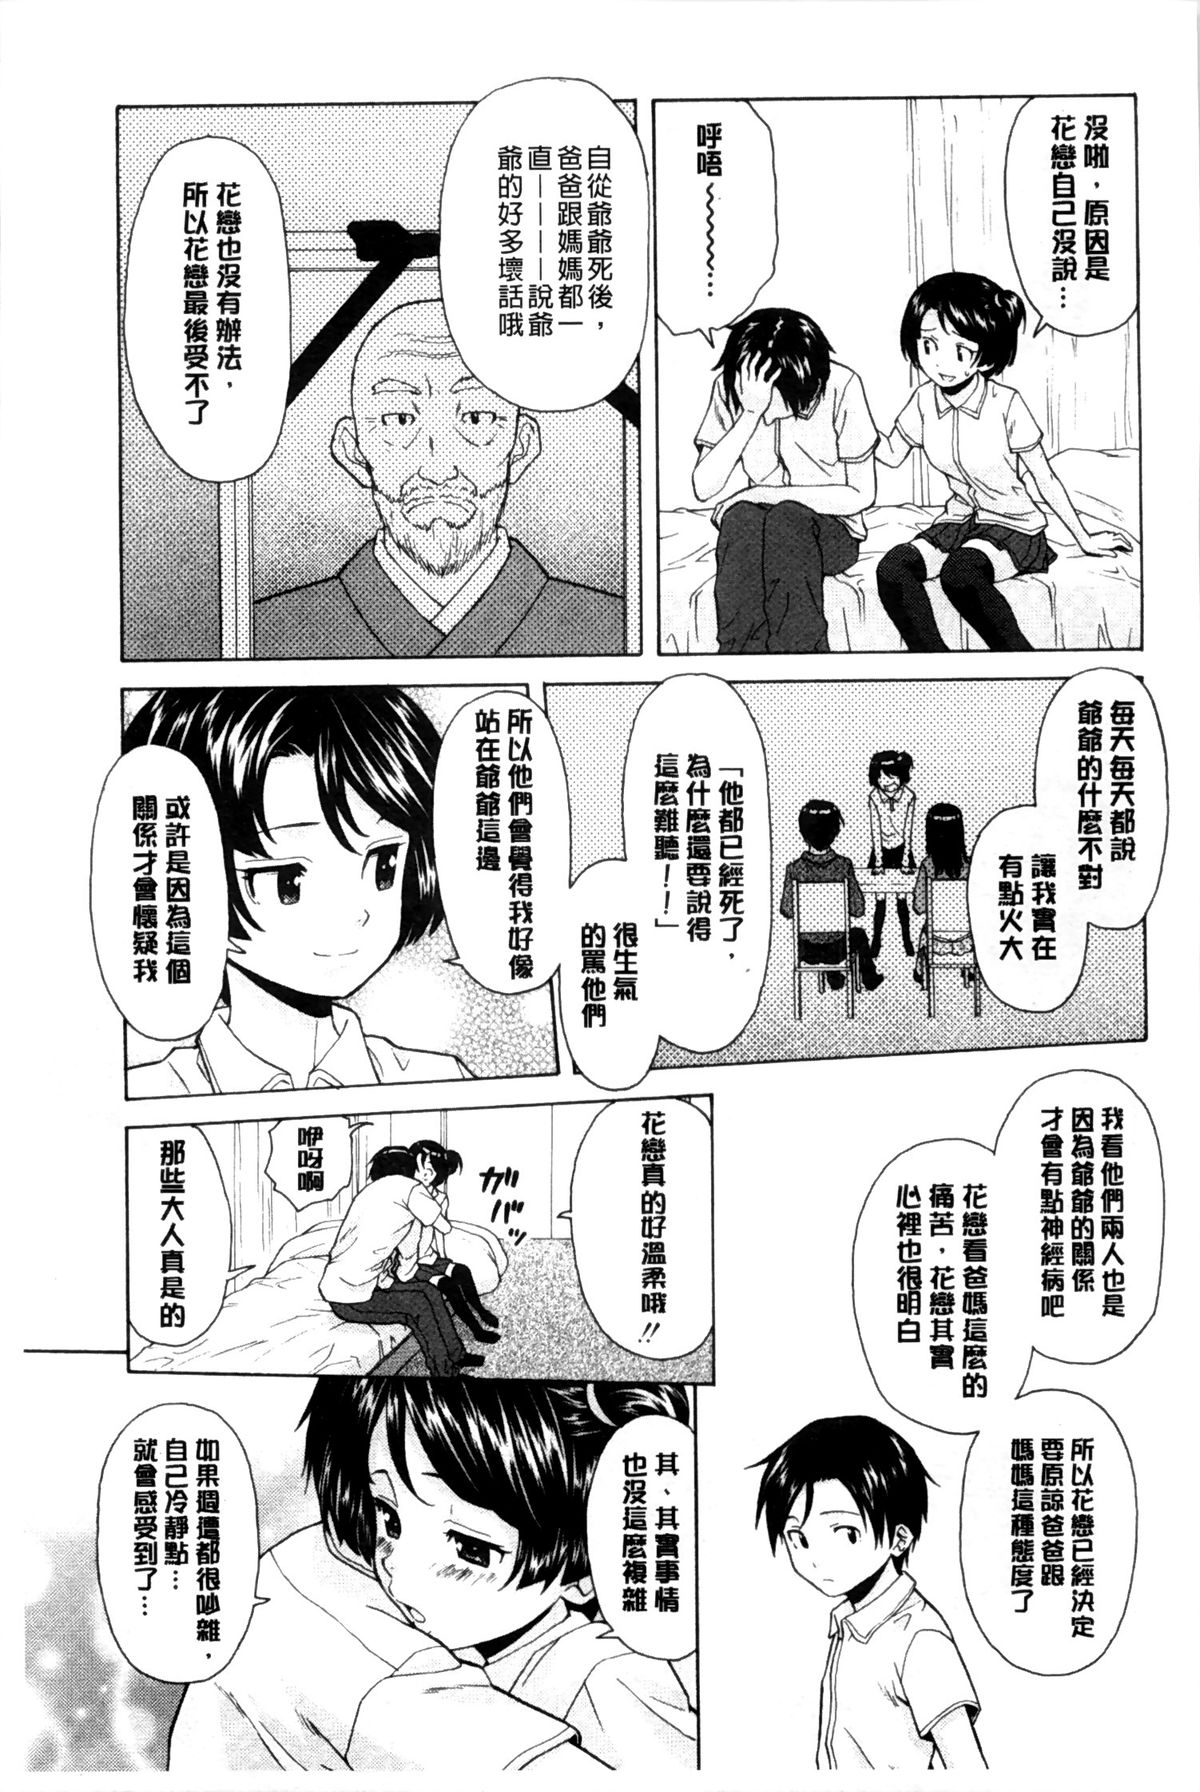 沒啦，原因是
花戀自己沒說…
呼唔～～～……
自從爺爺死後，
爸爸跟媽媽都一
直————說爺
爺的好多壞話哦
花戀也沒有辦法，
所以花戀最後受不了
每天每天都說
爺爺的什麼不對
讓我實在
有點火大
「他都已經死了，
為什麼還要說得
這麼難聽！！」
很生氣
的罵他們
所以他們會覺得我好像
站在爺爺這邊
或許是因為這個
關係才會懷疑我
我看他們兩人也是
因為爺爺的關係
才會有點神經病吧
花戀看爸媽這麼的
痛苦，花戀其實
心裡也很明白
所以花戀已經決定
要原諒爸爸跟
媽媽這種態度了
花戀真的好溫柔哦!!
ガバッ
咿呀啊
那些大人真是的
其、其實事情
也沒這麼複雜
如果週遭都很吵雜，
自己冷靜點…
就會感受到了…